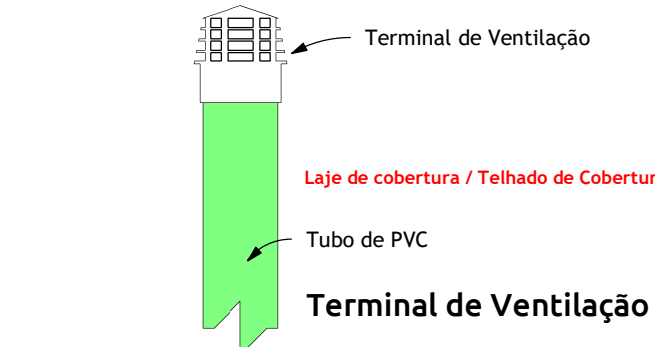 Terminal de Ventilação
Laje de cobertura / Telhado de Cobertur
Tubo de PVC
Terminal de Ventilação